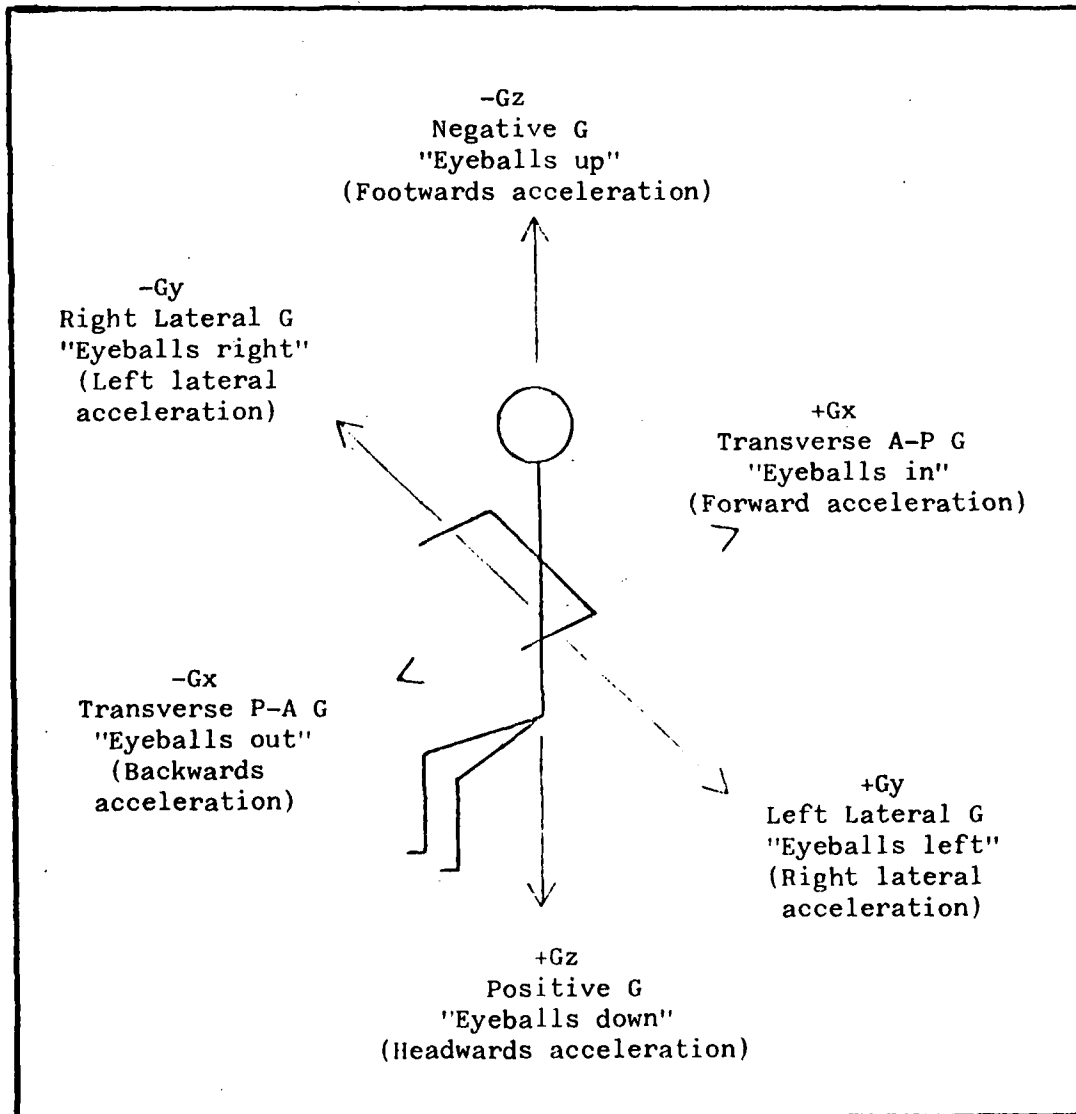 -Gz
Negative G
"Eyeballs up"
(Footwards acceleration)
-Gy
Right Lateral G
"Eyeballs right"
(Left lateral
acceleration)
+Gx
Transverse A-P G
"Eyeballs in"
(Forward acceleration)
-Gx
Transverse P-A G
"Eyeballs out"
(Backwards
acceleration)
+Gy
Left Lateral G
"Eyeballs left"
(Right lateral
acceleration)
+Gz
Positive G
"Eyeballs down"
(Headwards acceleration)